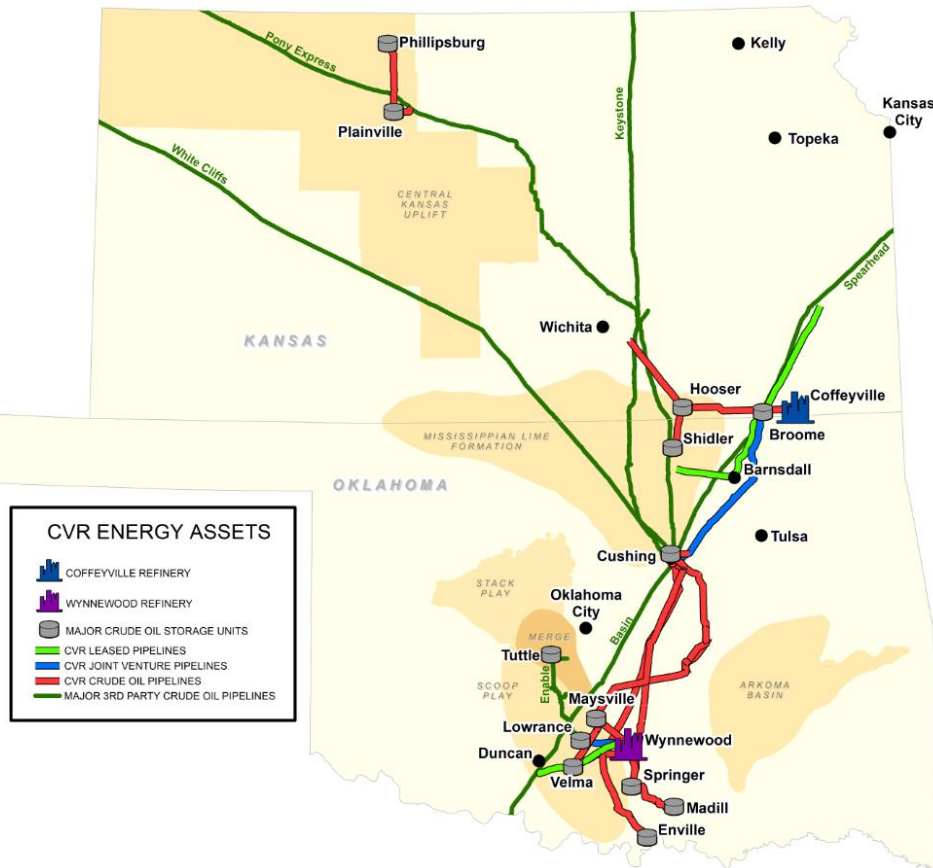 Phillipsburg
Kelly
Pony Express
Kansas
City
Plainville
Keystone
Topeka
White Cliffs
CENTRAL
KANSAS
UPLIFT
Spearhead
Wichita
KANSAS
Hooser
Coffeyville
Broome
MISSISSIPPIAN LIME
FORMATION
Shidler
Barnsdall
OKLAHOMA
CVR ENERGY ASSETS
COFFEYVILLE REFINERY
WYNNEWOOD REFINERY
MAJOR CRUDE OIL STORAGE UNITS
CVR LEASED PIPELINES
CVR JOINT VENTURE PIPELINES
CVR CRUDE OIL PIPELINES
MAJOR 3RD PARTY CRUDE OIL PIPELINES
Tulsa
Cushing
STACK
PLAY
Oklahoma
City
Basin
MERGE
Tuttle
Enable
SCOOP
PLAY
ARKOMA
BASIN
Maysville
Lowrance
Wynnewood
Duncan
Velma
Springer
Madill
Enville